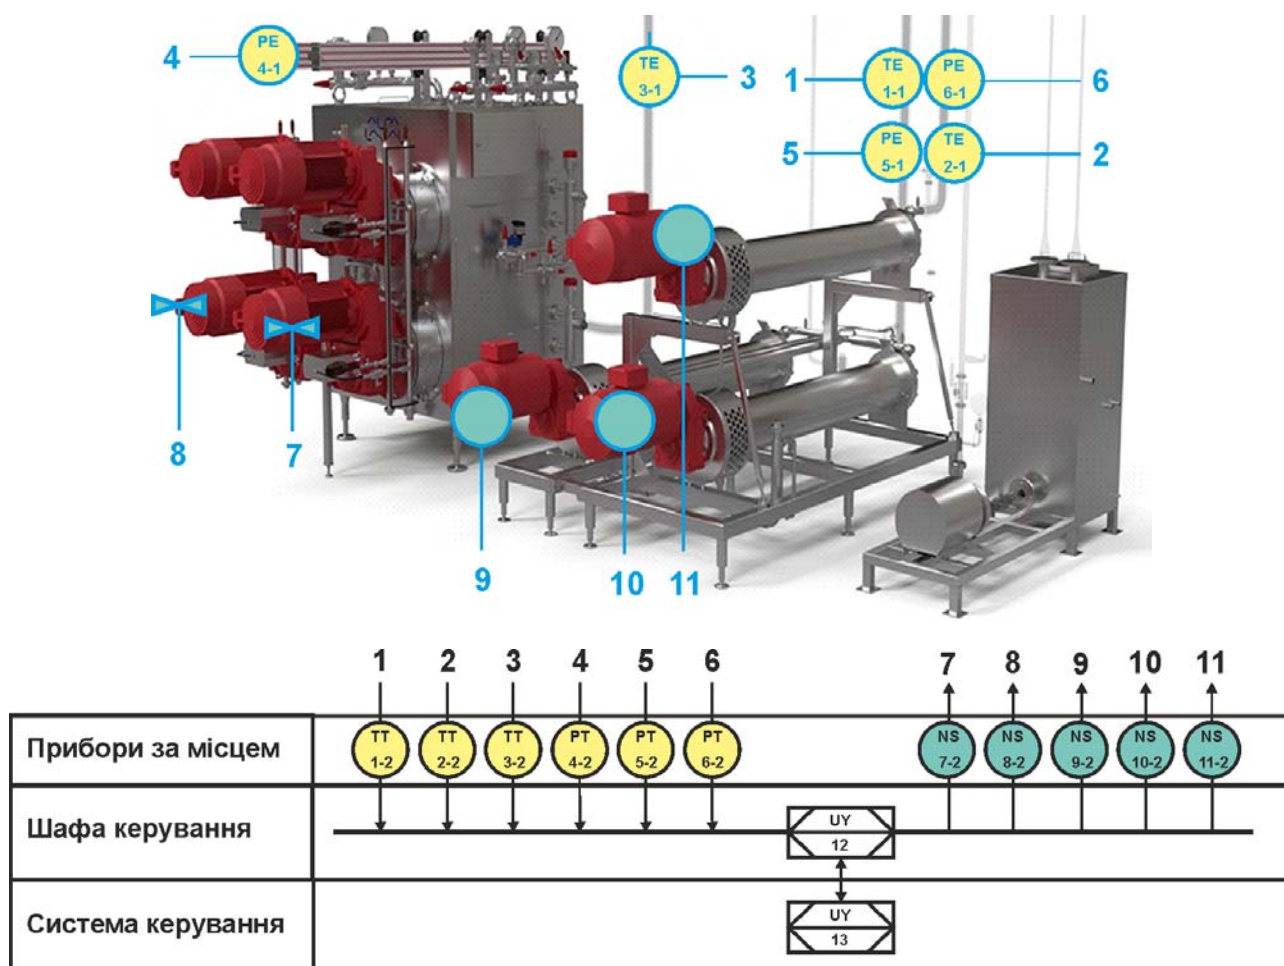 4
PE
4-1
TE
3-1
3
1
TE
1-1
PE
6-1
6
5
PE
5-1
TE
2-1
2
8
7
9
10
11
1 2 3 4 5 6 7 8 9 10 11
Прибори за місцем
TT
1-2
TT
2-2
TT
3-2
PT
4-2
PT
5-2
PT
6-2
NS
7-2
NS
8-2
NS
9-2
NS
10-2
NS
11-2
Шафа керування
UY
12
Система керування
UY
13